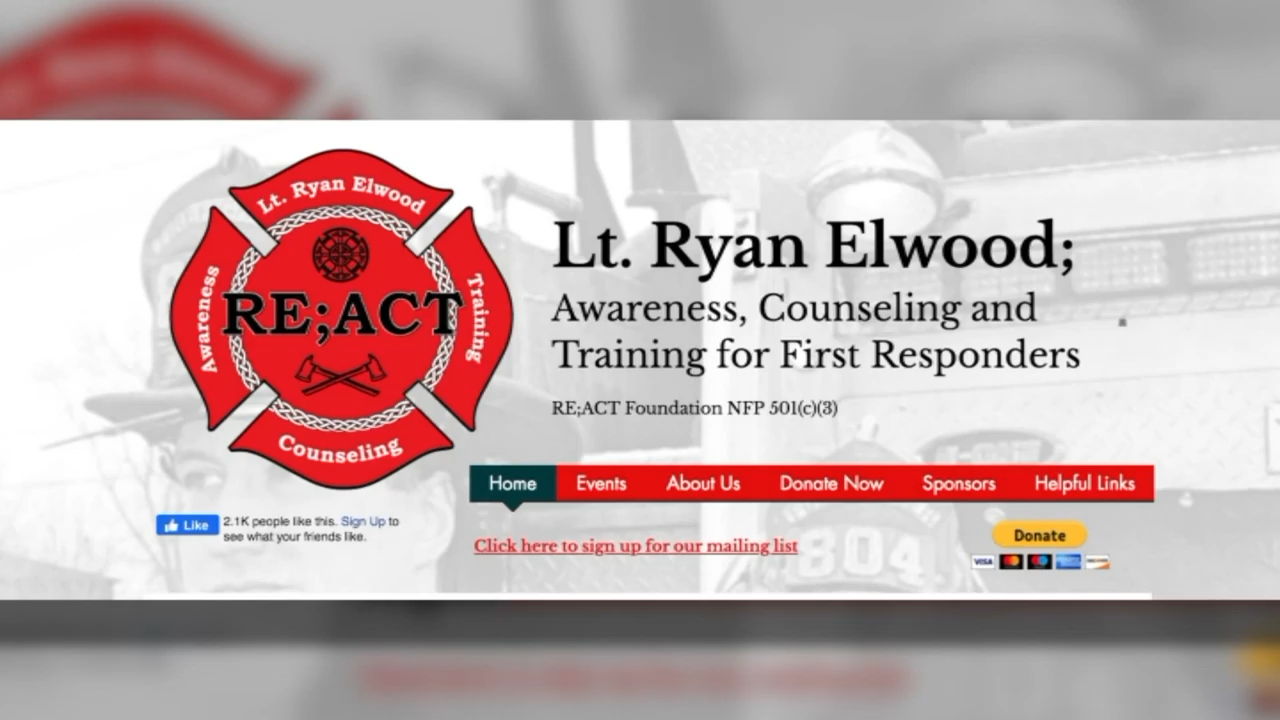 Lt. Ryan Elwood
Awareness
RE;ACT
Training
Counseling
Lt. Ryan Elwood;
Awareness, Counseling and
Training for First Responders
RE;ACT Foundation NFP 501(c)(3)
Home Events About Us Donate Now Sponsors Helpful Links
Like 2.1K people like this. Sign Up to
see what your friends like.
Click here to sign up for our mailing list
Donate
VISA
804